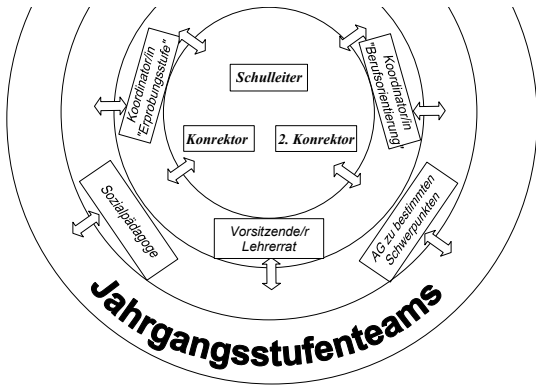 Schulleiter
Konrektor
2. Konrektor
Koordinator/in
"Erprobungsstufe"
Koordinator/in
"Berufsorientierung"
Sozialpädagoge
Vorsitzende/r
Lehrerrat
AG zu bestimmten
Schwerpunkten
Jahrgangsstufenteams